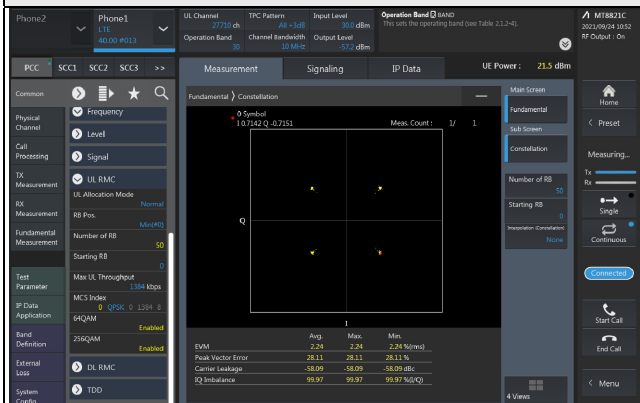 Phone2
Phone1
LTE
40.00 #013
UL Channel
27710 ch
TPC Pattern
All +3dB
Input Level
30.0 dBm
Operation Band
30
Channel Bandwidth
10 MHz
Output Level
-57.2 dBm
Operation Band BAND
This sets the operating band (see Table 2.1.2-4).
MT8821C
2021/09/24 10:52
RF Output : On
PCC SCC1 SCC2 SCC3 >>
Measurement
Signaling
IP Data
UE Power : 21.5 dBm
Common
Physical
Channel
Call
Processing
TX
Measurement
RX
Measurement
Fundamental
Measurement
Test
Parameter
IP Data
Application
Band
Definition
External
Loss
System
Config
Frequency
Level
Signal
UL RMC
UL Allocation Mode
Normal
RB Pos.
Min(#0)
Number of RB
50
Starting RB
0
Max UL Throughput
1384 kbps
MCS Index
0 QPSK 0 1384 8
64QAM
Enabled
256QAM
Enabled
DL RMC
TDD
Fundamental > Constellation
0 Symbol
I 0.7142 Q -0.7151
Meas. Count : 1/ 1
Q
I
Avg. Max. Min.
EVM 2.24 2.24 2.24 %(rms)
Peak Vector Error 28.11 28.11 28.11 %
Carrier Leakage -58.09 -58.09 -58.09 dBc
IQ Imbalance 99.97 99.97 99.97 %(I/Q)
Main Screen
Fundamental
Sub Screen
Constellation
Number of RB
50
Starting RB
0
Interpolation (Constellation)
None
4 Views
Home
< Preset
Measuring...
Tx
Rx
Single
Continuous
Connected
Start Call
End Call
< Menu